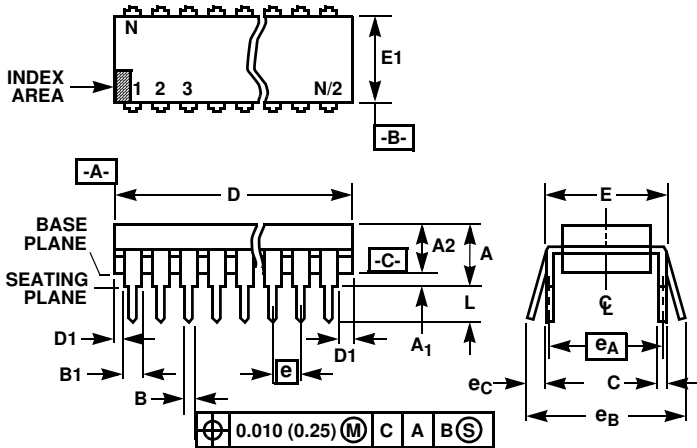 N
INDEX
AREA
1 2 3 N/2
E1
-B-
-A-
D
E
BASE
PLANE
A2
A
-C-
SEATING
PLANE
L
C̶L
D1
B1
A1
D1
eA
B
e
eC
C
eB
⌖ 0.010 (0.25) Ⓜ C A B Ⓢ